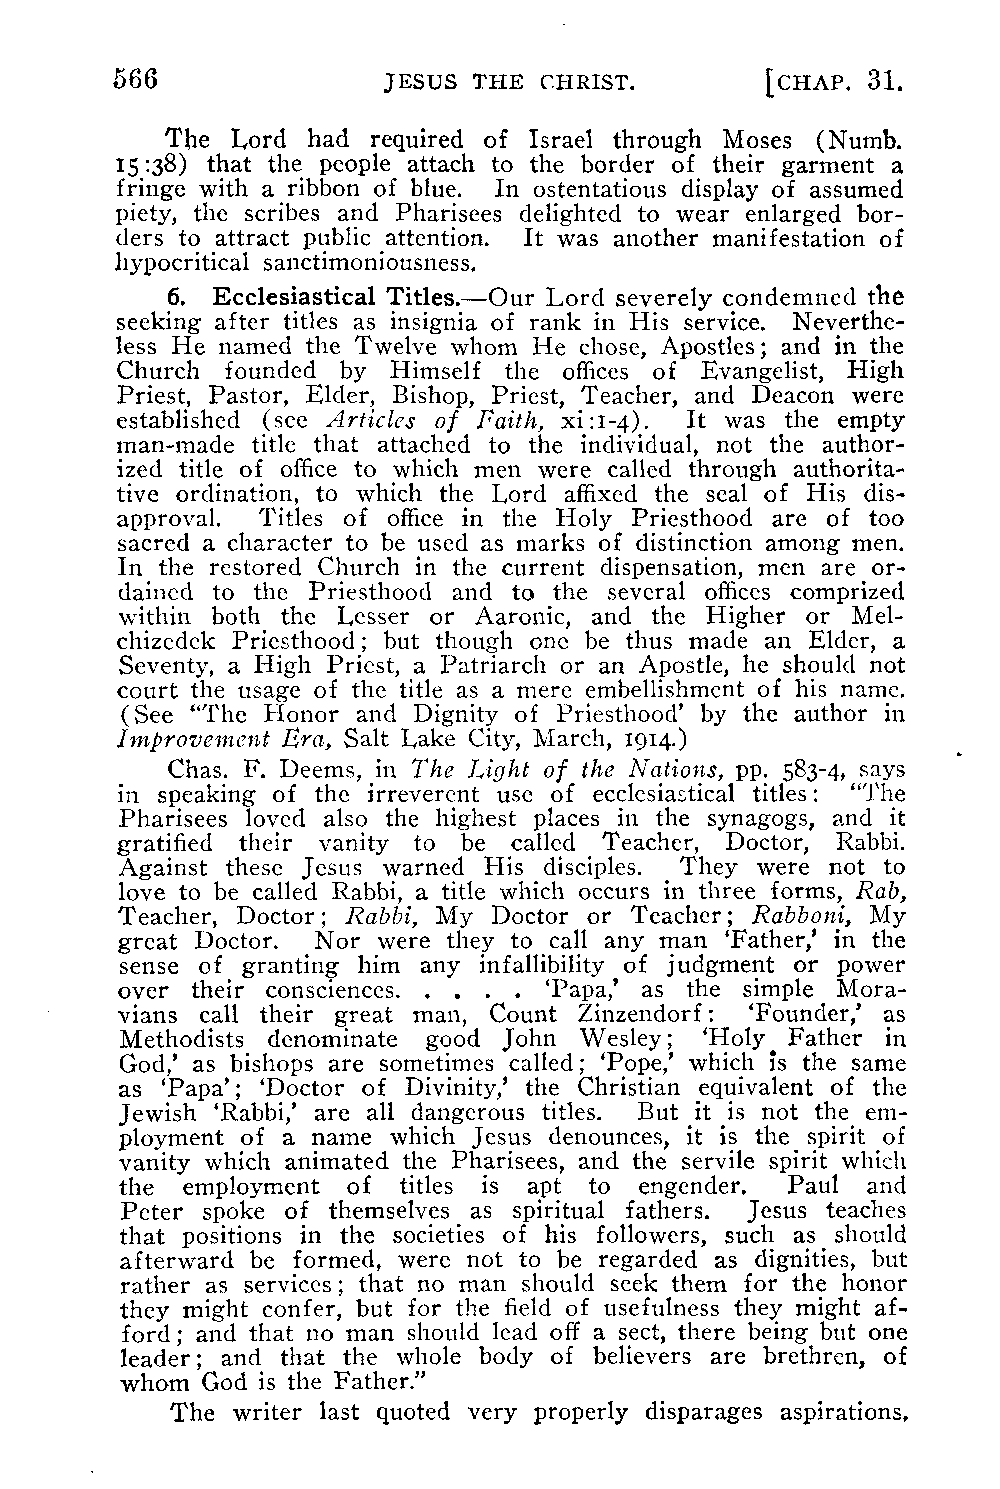 566 JESUS THE CHRIST. [CHAP. 31.
The Lord had required of Israel through Moses (Numb.
15:38) that the people attach to the border of their garment a
fringe with a ribbon of blue. In ostentatious display of assumed
piety, the scribes and Pharisees delighted to wear enlarged bor-
ders to attract public attention. It was another manifestation of
hypocritical sanctimoniousness.
6. Ecclesiastical Titles.—Our Lord severely condemned the
seeking after titles as insignia of rank in His service. Neverthe-
less He named the Twelve whom He chose, Apostles; and in the
Church founded by Himself the offices of Evangelist, High
Priest, Pastor, Elder, Bishop, Priest, Teacher, and Deacon were
established (see Articles of Faith, xi:1-4). It was the empty
man-made title that attached to the individual, not the author-
ized title of office to which men were called through authorita-
tive ordination, to which the Lord affixed the seal of His dis-
approval. Titles of office in the Holy Priesthood are of too
sacred a character to be used as marks of distinction among men.
In the restored Church in the current dispensation, men are or-
dained to the Priesthood and to the several offices comprized
within both the Lesser or Aaronic, and the Higher or Mel-
chizedek Priesthood; but though one be thus made an Elder, a
Seventy, a High Priest, a Patriarch or an Apostle, he should not
court the usage of the title as a mere embellishment of his name.
(See "The Honor and Dignity of Priesthood' by the author in
Improvement Era, Salt Lake City, March, 1914.)
Chas. F. Deems, in The Light of the Nations, pp. 583-4, says
in speaking of the irreverent use of ecclesiastical titles: "The
Pharisees loved also the highest places in the synagogs, and it
gratified their vanity to be called Teacher, Doctor, Rabbi.
Against these Jesus warned His disciples. They were not to
love to be called Rabbi, a title which occurs in three forms, Rab,
Teacher, Doctor; Rabbi, My Doctor or Teacher; Rabboni, My
great Doctor. Nor were they to call any man 'Father,' in the
sense of granting him any infallibility of judgment or power
over their consciences. . . . . 'Papa,' as the simple Mora-
vians call their great man, Count Zinzendorf: 'Founder,' as
Methodists denominate good John Wesley; 'Holy Father in
God,' as bishops are sometimes called; 'Pope,' which is the same
as 'Papa'; 'Doctor of Divinity,' the Christian equivalent of the
Jewish 'Rabbi,' are all dangerous titles. But it is not the em-
ployment of a name which Jesus denounces, it is the spirit of
vanity which animated the Pharisees, and the servile spirit which
the employment of titles is apt to engender. Paul and
Peter spoke of themselves as spiritual fathers. Jesus teaches
that positions in the societies of his followers, such as should
afterward be formed, were not to be regarded as dignities, but
rather as services; that no man should seek them for the honor
they might confer, but for the field of usefulness they might af-
ford; and that no man should lead off a sect, there being but one
leader; and that the whole body of believers are brethren, of
whom God is the Father."
The writer last quoted very properly disparages aspirations,